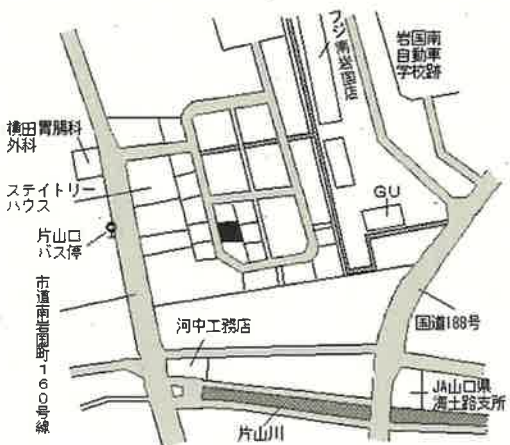 フジ南岩国店
岩国南
自動車
学校跡
横田胃腸科
外科
ステイトリー
ハウス
片山口
バス停
GU
市道南岩国町160号線
河中工務店
国道188号
JA山口県
海土路支所
片山川